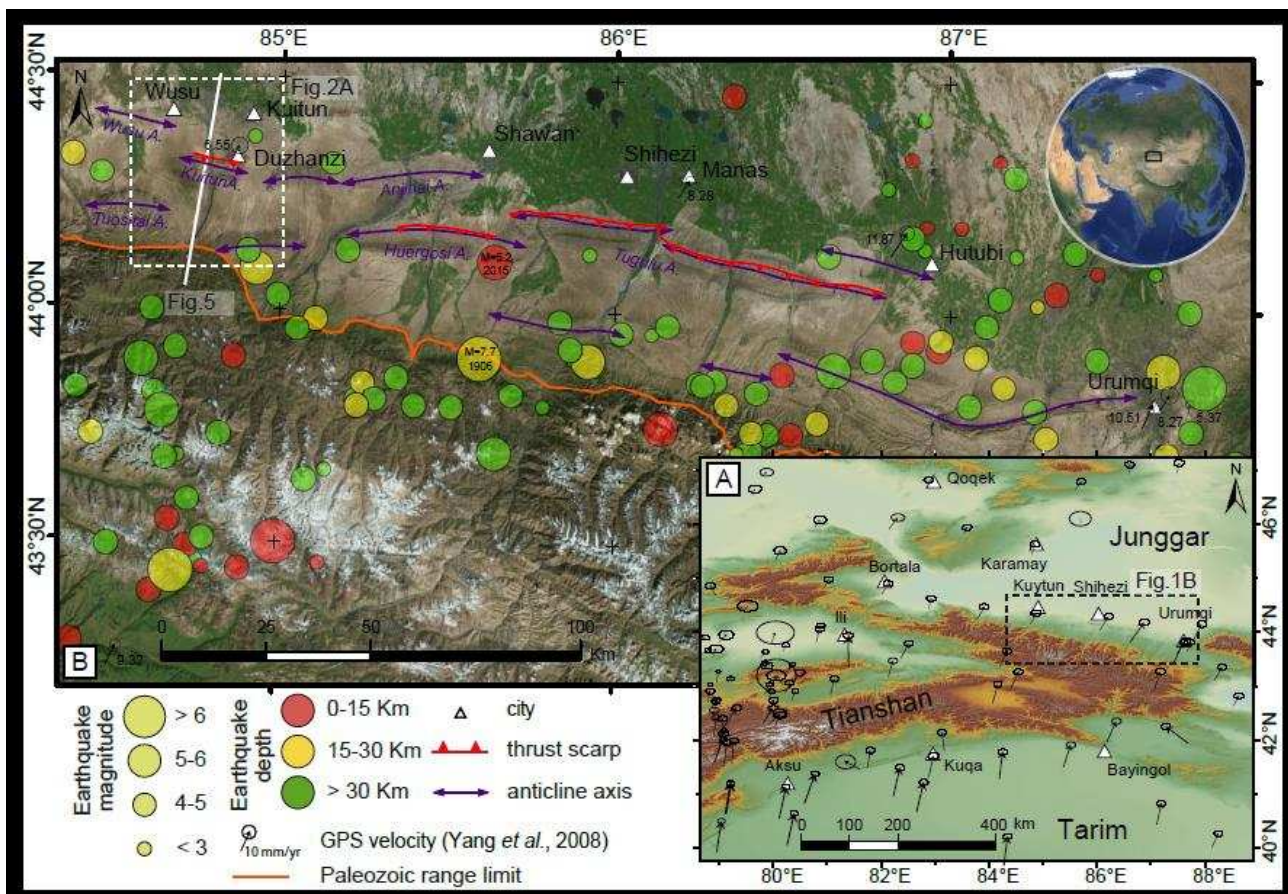 85°E 86°E 87°E
44°30'N
44°30'N
44°00'N
44°00'N
43°30'N
N
Wusu
Kuitun
Fig.2A
Wusu A.
6.55
Duzhanzi
Kuitun A.
Tuositai A.
Fig.5
Shawan
Anjihai A.
Shihezi
Manas
8.28
Huergosi A.
M=5.2
2015
Tugulu A.
11.87
Hutubi
M=7.7
1906
Urumqi
10.51
8.27
5.37
9.32
0 25 50 100
Km
B
A
N
Qoqek
Junggar
Karamay
Bortala
Kuytun
Shihezi
Fig.1B
Urumqi
Ili
Tianshan
Aksu
Kuqa
Bayingol
Tarim
0 100 200 400 km
46°N
44°N
42°N
40°N
80°E 82°E 84°E 86°E 88°E
Earthquake
magnitude
> 6
5-6
4-5
< 3
Earthquake
depth
0-15 Km
15-30 Km
> 30 Km
city
thrust scarp
anticline axis
10 mm/yr
GPS velocity (Yang et al., 2008)
Paleozoic range limit